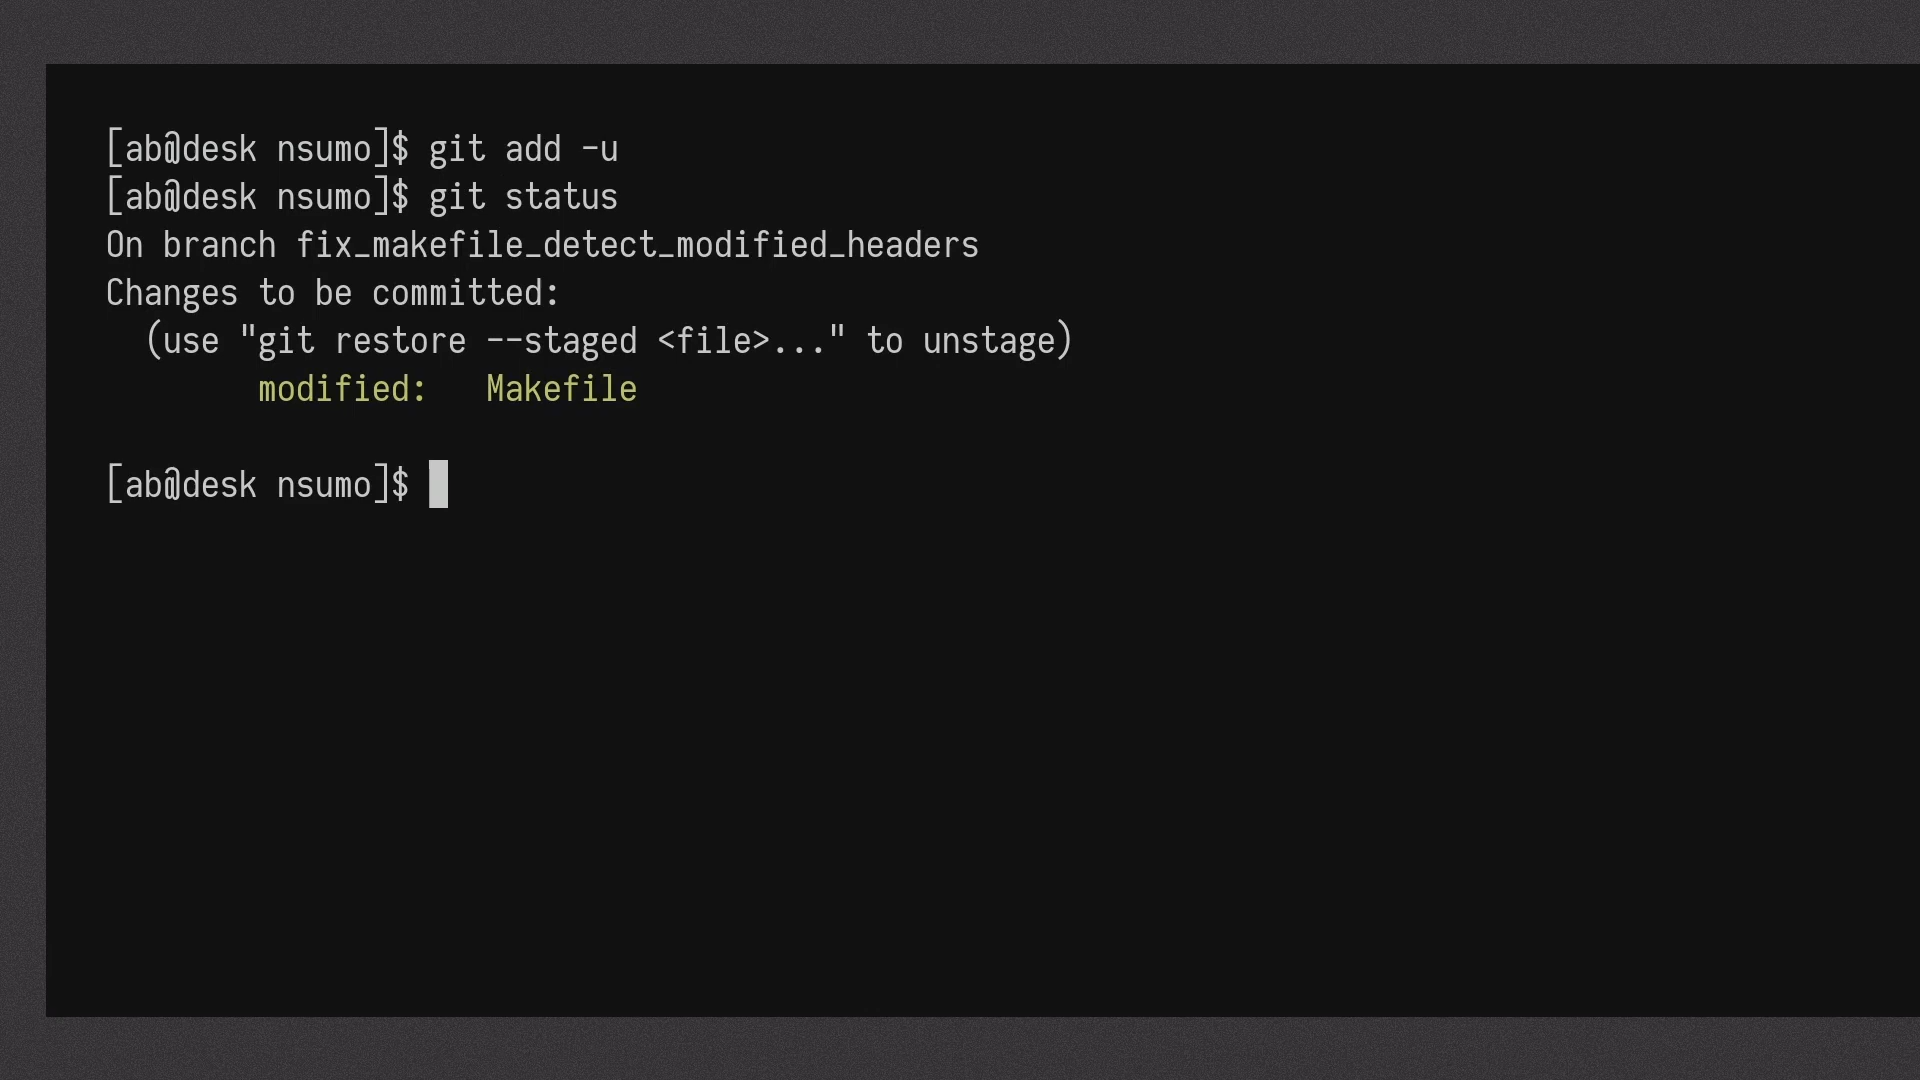 [ab@desk nsumo]$ git add -u
[ab@desk nsumo]$ git status
On branch fix_makefile_detect_modified_headers
Changes to be committed:
  (use "git restore --staged <file>..." to unstage)
        modified:   Makefile
[ab@desk nsumo]$